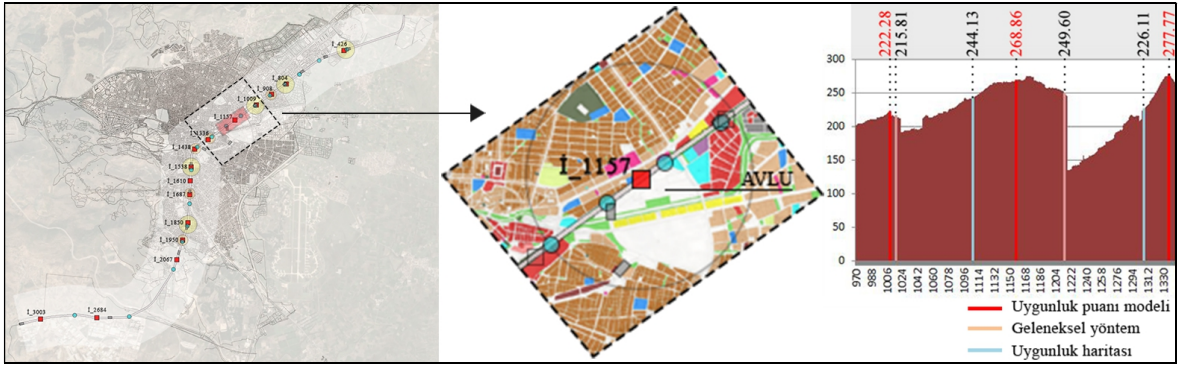 İ_426
İ_604
İ_908
İ_1009
İ_1157
İ_1336
İ_1438
İ_1538
İ_1610
İ_1687
İ_1850
İ_1950
İ_2067
İ_3003
İ_2684
İ_1157
AVLU
222.28
215.81
244.13
268.86
249.60
226.11
277.77
300
250
200
150
100
50
0
970 988 1006 1024 1042 1060 1078 1096 1114 1132 1150 1168 1186 1204 1222 1240 1258 1276 1294 1312 1330
Uygunluk puanı modeli
Geleneksel yöntem
Uygunluk haritası